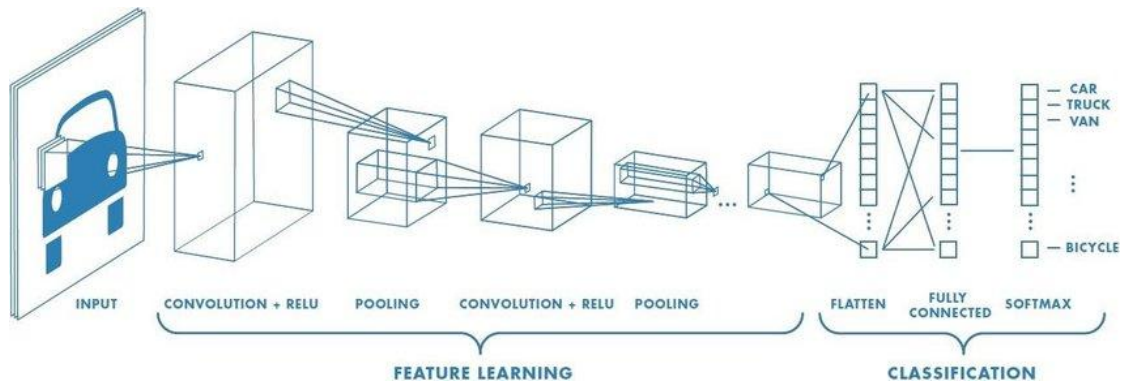 CAR
TRUCK
VAN
BICYCLE
INPUT
CONVOLUTION + RELU
POOLING
CONVOLUTION + RELU
POOLING
FLATTEN
FULLY
CONNECTED
SOFTMAX
FEATURE LEARNING
CLASSIFICATION